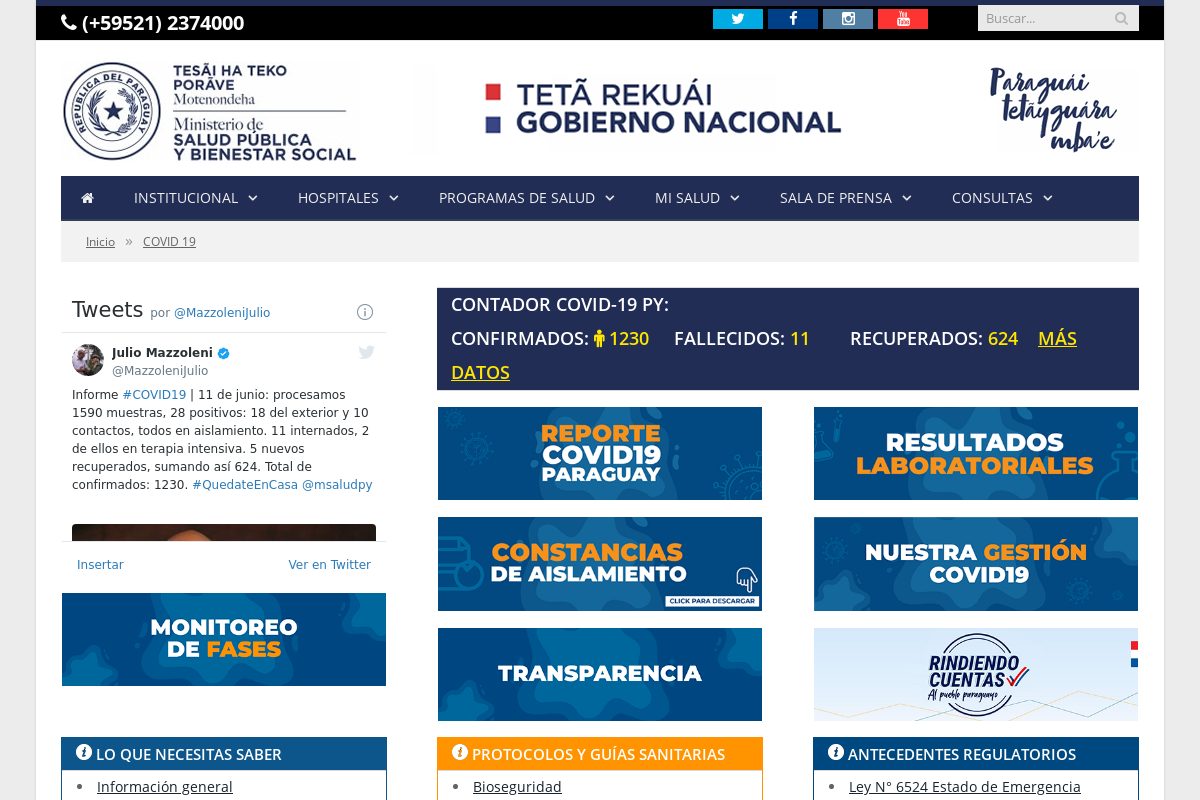 (+59521) 2374000
Buscar...
REPUBLICA DEL PARAGUAY
TESÃI HA TEKO
PORÃVE
Motenondeha
Ministerio de
SALUD PÚBLICA
Y BIENESTAR SOCIAL
TETÃ REKUÁI
GOBIERNO NACIONAL
Paraguái
tetãyguára
mba'e
INSTITUCIONAL
HOSPITALES
PROGRAMAS DE SALUD
MI SALUD
SALA DE PRENSA
CONSULTAS
Inicio » COVID 19
Tweets por @MazzoleniJulio
Julio Mazzoleni
@MazzoleniJulio
Informe #COVID19 | 11 de junio: procesamos
1590 muestras, 28 positivos: 18 del exterior y 10
contactos, todos en aislamiento. 11 internados, 2
de ellos en terapia intensiva. 5 nuevos
recuperados, sumando así 624. Total de
confirmados: 1230. #QuedateEnCasa @msaludpy
Insertar
Ver en Twitter
MONITOREO
DE FASES
CONTADOR COVID-19 PY:
CONFIRMADOS: 1230 FALLECIDOS: 11 RECUPERADOS: 624 MÁS
DATOS
REPORTE
COVID19
PARAGUAY
RESULTADOS
LABORATORIALES
CONSTANCIAS
DE AISLAMIENTO
CLICK PARA DESCARGAR
NUESTRA GESTIÓN
COVID19
TRANSPARENCIA
RINDIENDO
CUENTAS
Al pueblo paraguayo
LO QUE NECESITAS SABER
Información general
PROTOCOLOS Y GUÍAS SANITARIAS
Bioseguridad
ANTECEDENTES REGULATORIOS
Ley N° 6524 Estado de Emergencia